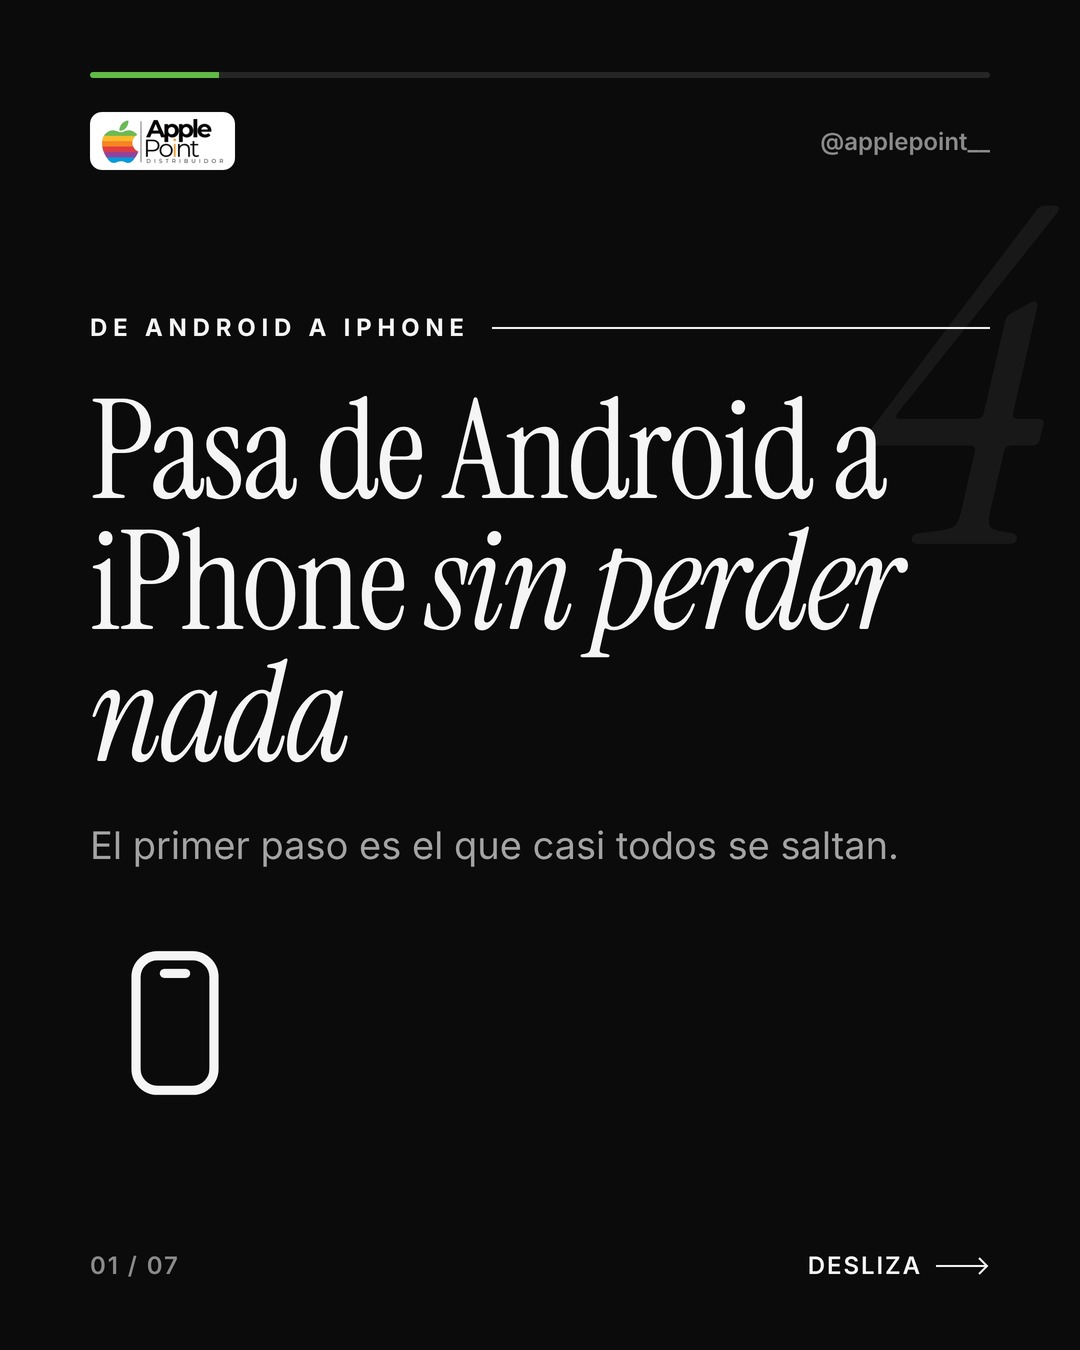 Apple
Point
DISTRIBUIDOR
@applepoint__
4
DE ANDROID A IPHONE
Pasa de Android a
iPhone sin perder
nada
El primer paso es el que casi todos se saltan.
01 / 07
DESLIZA